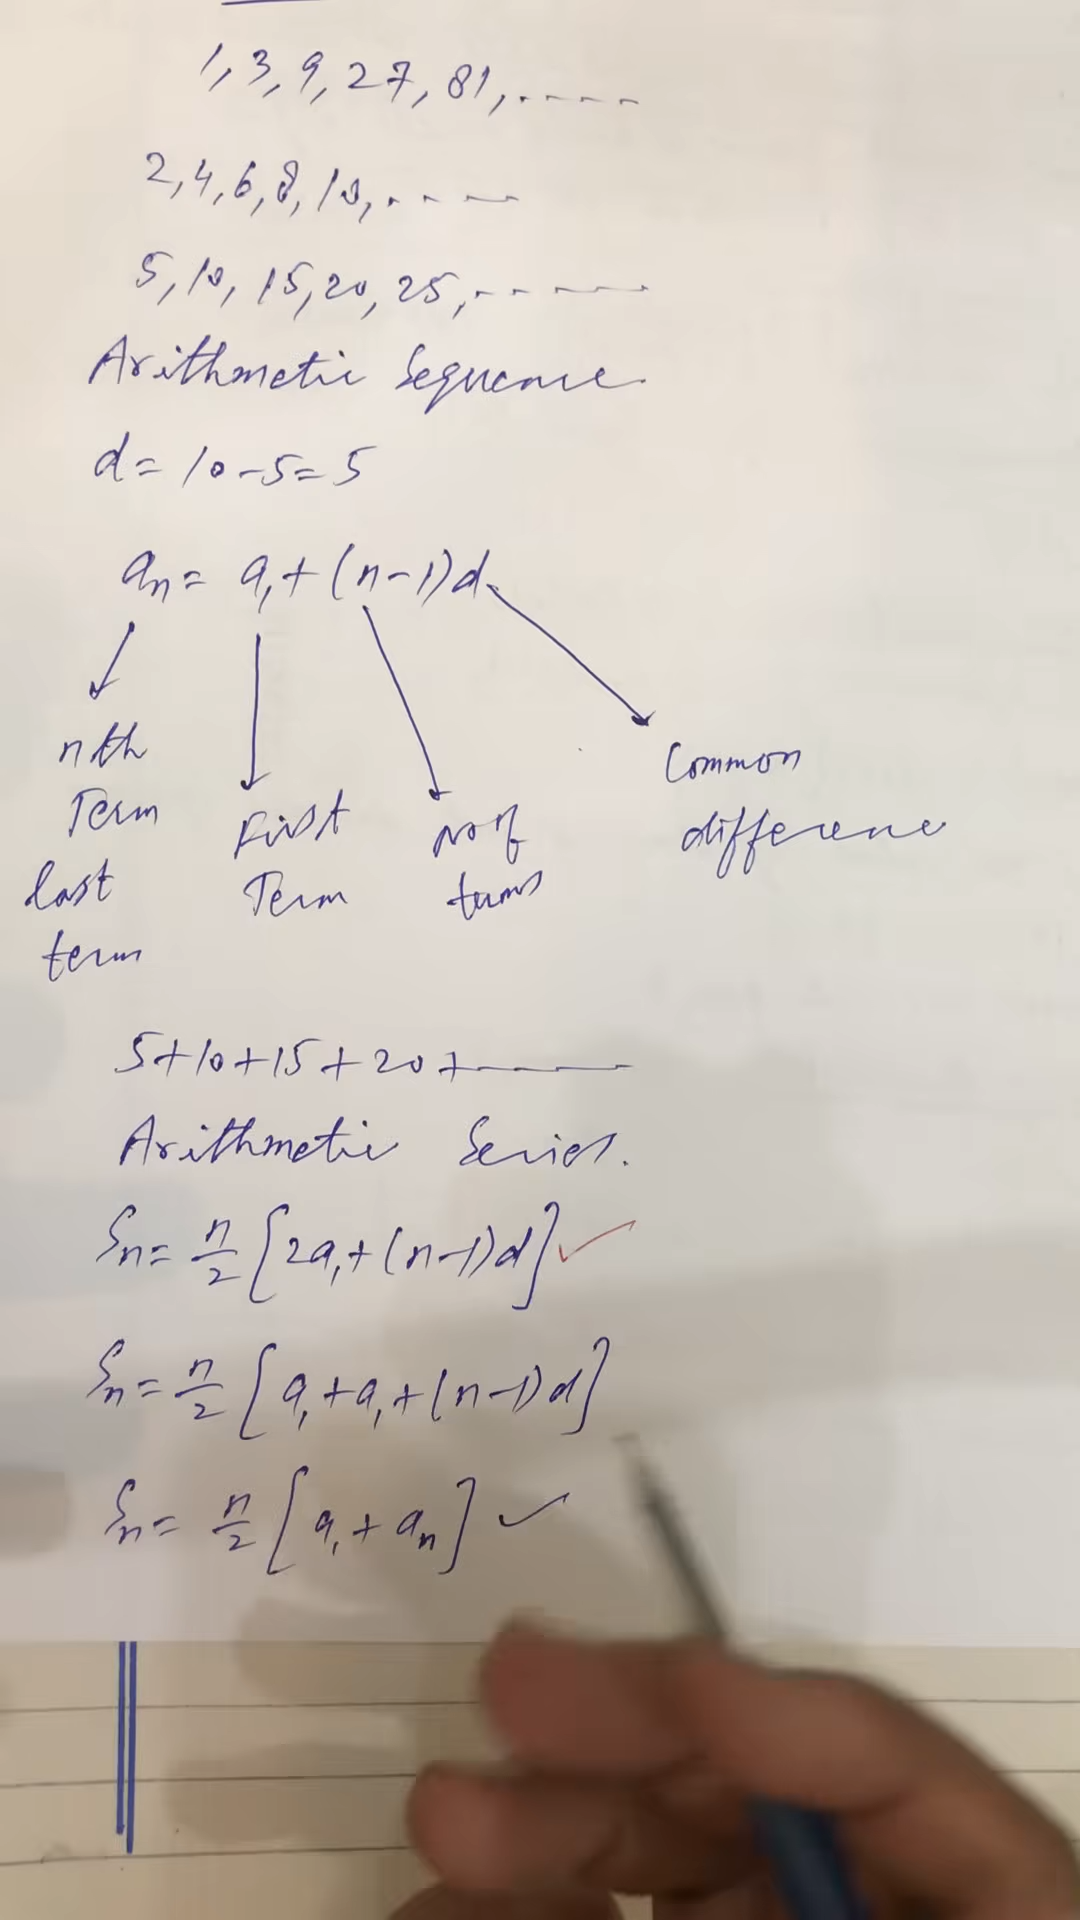 1, 3, 9, 27, 81, .----
2, 4, 6, 8, 10, .---
5, 10, 15, 20, 25, .-----
Arithmetic Sequence.
d = 10 - 5 = 5
aₙ = a₁ + (n-1)d
nth Term last term
First Term
no of terms
Common difference
5+10+15+20+----
Arithmetic Series.
Sₙ = n/2 [2a₁ + (n-1)d] ✓
Sₙ = n/2 [a₁ + a₁ + (n-1)d]
Sₙ = n/2 [a₁ + aₙ] ✓